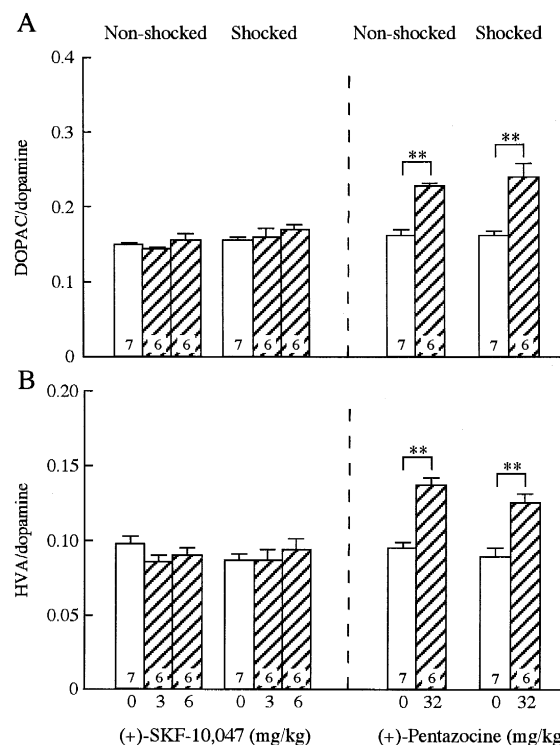 A
Non-shocked Shocked Non-shocked Shocked
0.4
0.3
0.2
0.1
0
DOPAC/dopamine
** **
7 6 6 7 6 6 7 6 7 6
B
0.20
0.15
0.10
0.05
0
HVA/dopamine
** **
7 6 6 7 6 6 7 6 7 6
0 3 6 0 3 6 0 32 0 32
(+)-SKF-10,047 (mg/kg) (+)-Pentazocine (mg/kg)